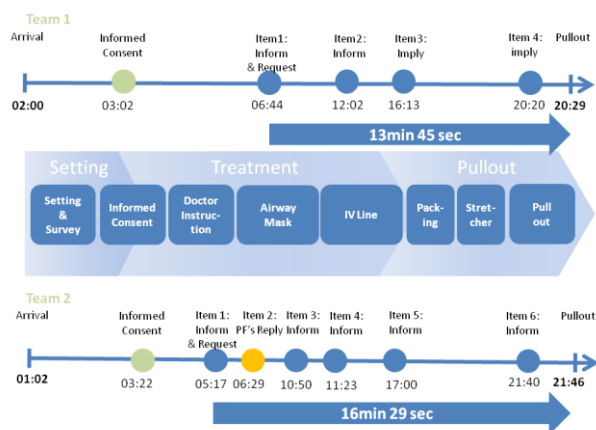 Team 1
Arrival
Informed
Consent
Item1:
Inform
& Request
Item2:
Inform
Item3:
Imply
Item 4:
imply
Pullout
02:00
03:02
06:44
12:02
16:13
20:20
20:29
13min 45 sec
Setting
Treatment
Pullout
Setting
&
Survey
Informed
Consent
Doctor
Instruc-
tion
Airway
Mask
IV Line
Pack-
ing
Stret-
cher
Pull
out
Team 2
Arrival
Informed
Consent
Item 1:
Inform
& Request
Item 2:
PF's Reply
Item 3:
Inform
Item 4:
Inform
Item 5:
Inform
Item 6:
Inform
Pullout
01:02
03:22
05:17
06:29
10:50
11:23
17:00
21:40
21:46
16min 29 sec